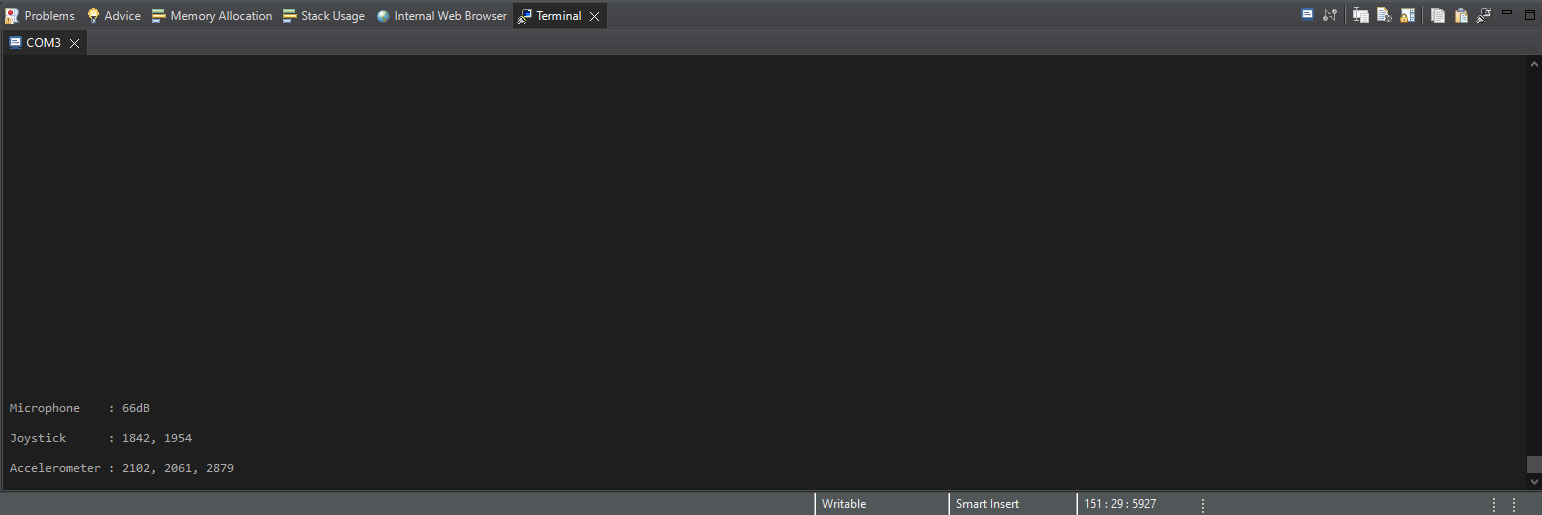 Problems Advice Memory Allocation Stack Usage Internal Web Browser Terminal
COM3
Microphone    : 66dB
Joystick      : 1842, 1954
Accelerometer : 2102, 2061, 2879
Writable Smart Insert 151 : 29 : 5927